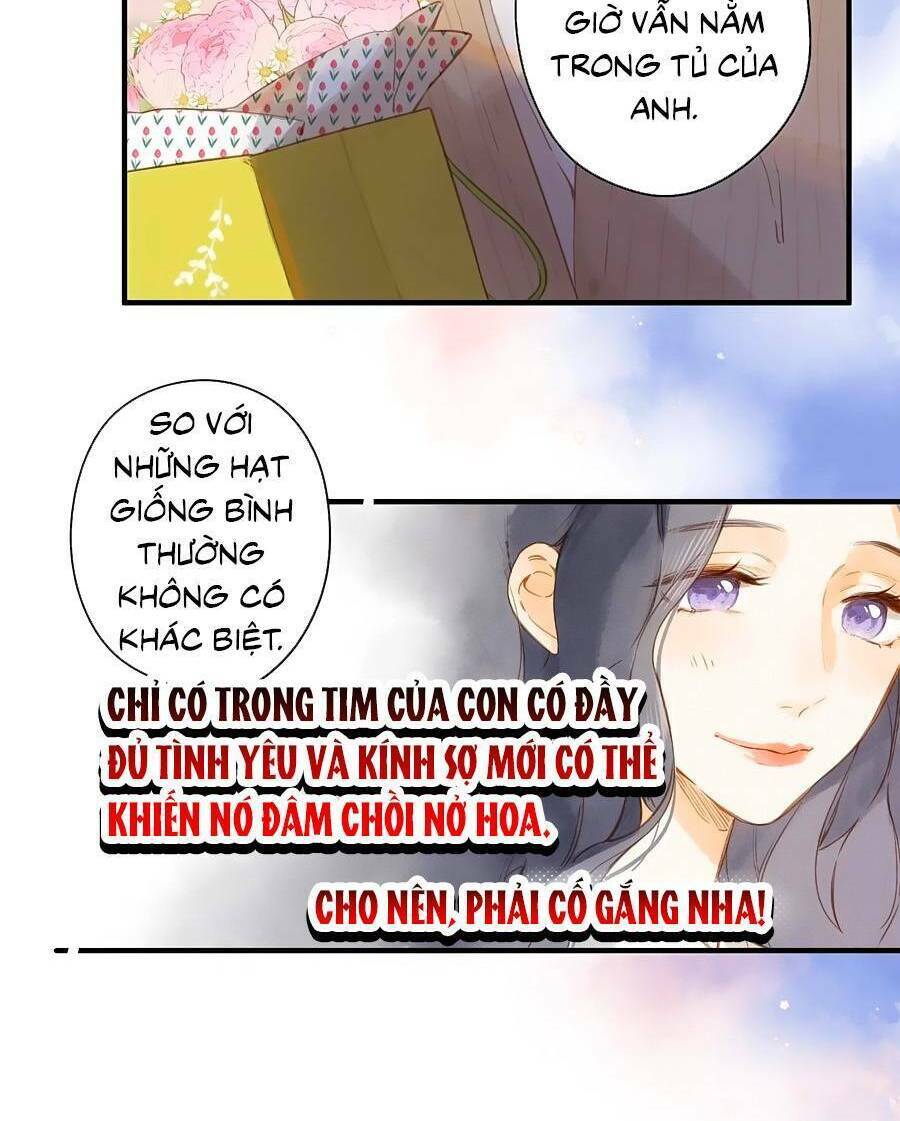 GIỜ VẪN NẰM
TRONG TỦ CỦA
ANH.
SO VỚI
NHỮNG HẠT
GIỐNG BÌNH
THƯỜNG
KHÔNG CÓ
KHÁC BIỆT.
CHỈ CÓ TRONG TIM CỦA CON CÓ ĐẦY
ĐỦ TÌNH YÊU VÀ KÍNH SỢ MỚI CÓ THỂ
KHIẾN NÓ ĐÂM CHỒI NỞ HOA.
CHO NÊN, PHẢI CỐ GẮNG NHA!